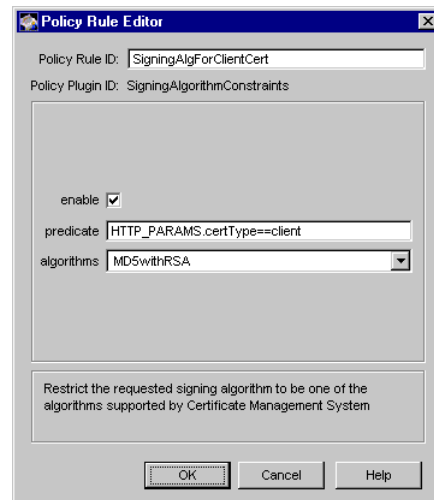 Policy Rule Editor
Policy Rule ID: SigningAlgForClientCert
Policy Plugin ID: SigningAlgorithmConstraints
enable
predicate HTTP_PARAMS.certType==client
algorithms MD5withRSA
Restrict the requested signing algorithm to be one of the
algorithms supported by Certificate Management System
OK Cancel Help